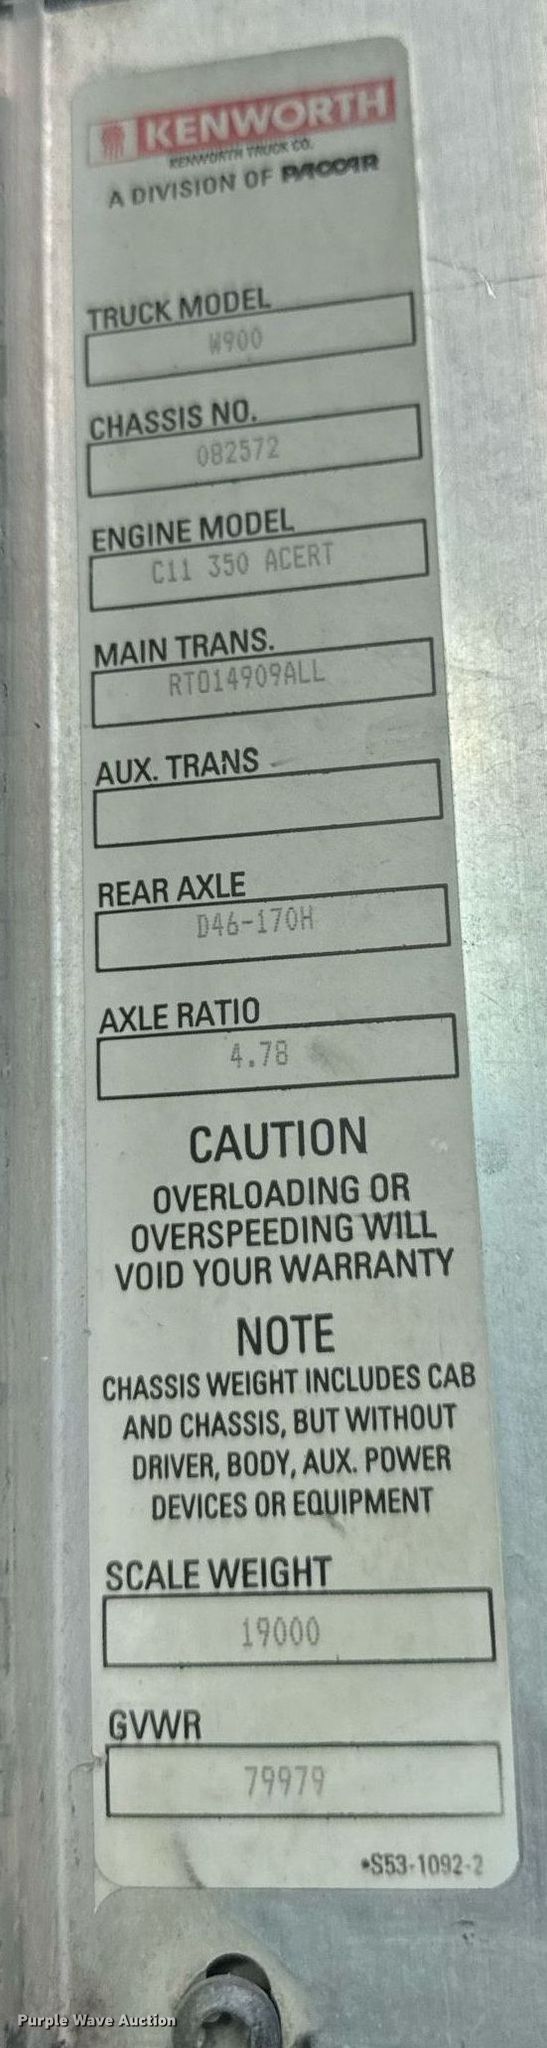 KENWORTH
KENWORTH TRUCK CO.
A DIVISION OF PACCAR
TRUCK MODEL
W900
CHASSIS NO.
082572
ENGINE MODEL
C11 350 ACERT
MAIN TRANS.
RTO14909ALL
AUX. TRANS
REAR AXLE
D46-170H
AXLE RATIO
4.78
CAUTION
OVERLOADING OR
OVERSPEEDING WILL
VOID YOUR WARRANTY
NOTE
CHASSIS WEIGHT INCLUDES CAB
AND CHASSIS, BUT WITHOUT
DRIVER, BODY, AUX. POWER
DEVICES OR EQUIPMENT
SCALE WEIGHT
19000
GVWR
79979
•S53-1092-2
Purple Wave Auction